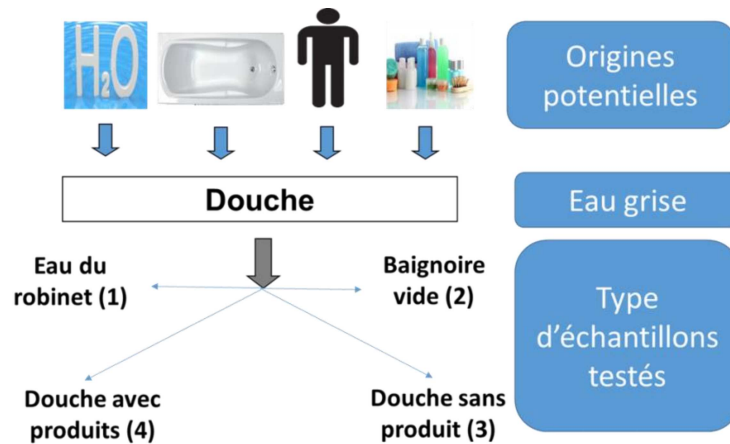 H2O
Origines
potentielles
Douche
Eau grise
Eau du
robinet (1)
Baignoire
vide (2)
Type
d'échantillons
testés
Douche avec
produits (4)
Douche sans
produit (3)